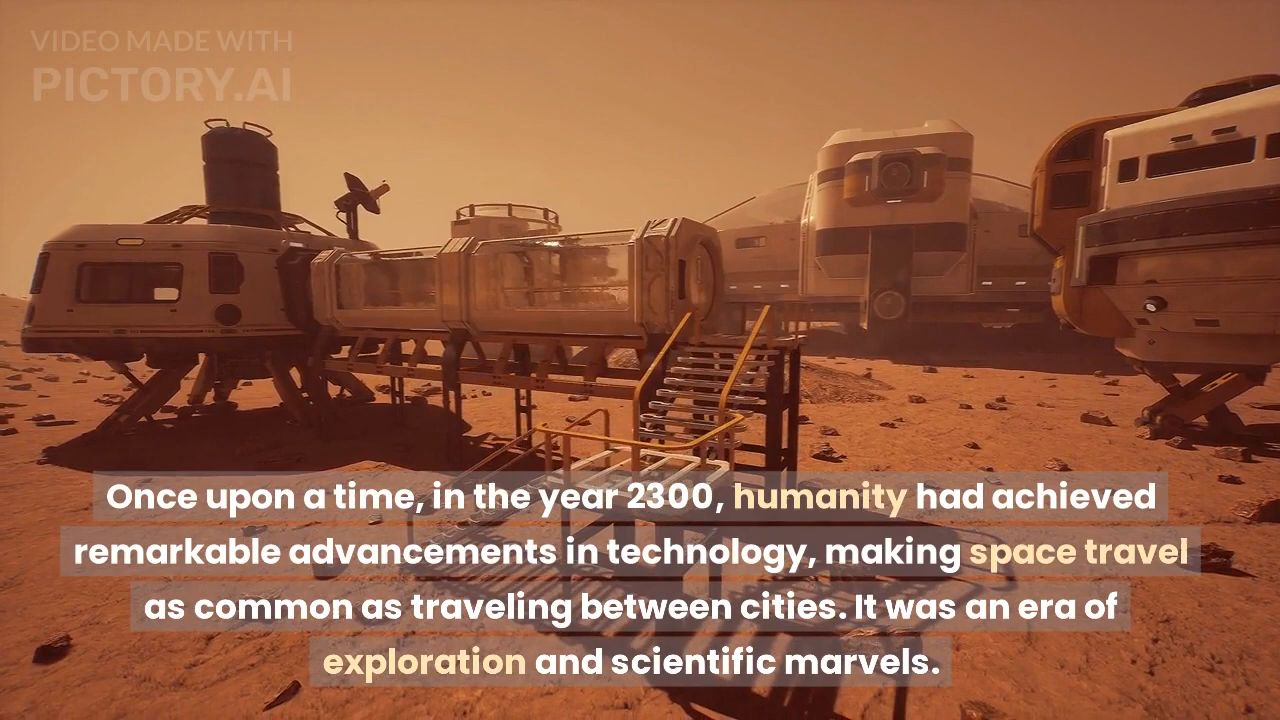 VIDEO MADE WITH
PICTORY.AI
Once upon a time, in the year 2300, humanity had achieved
remarkable advancements in technology, making space travel
as common as traveling between cities. It was an era of
exploration and scientific marvels.